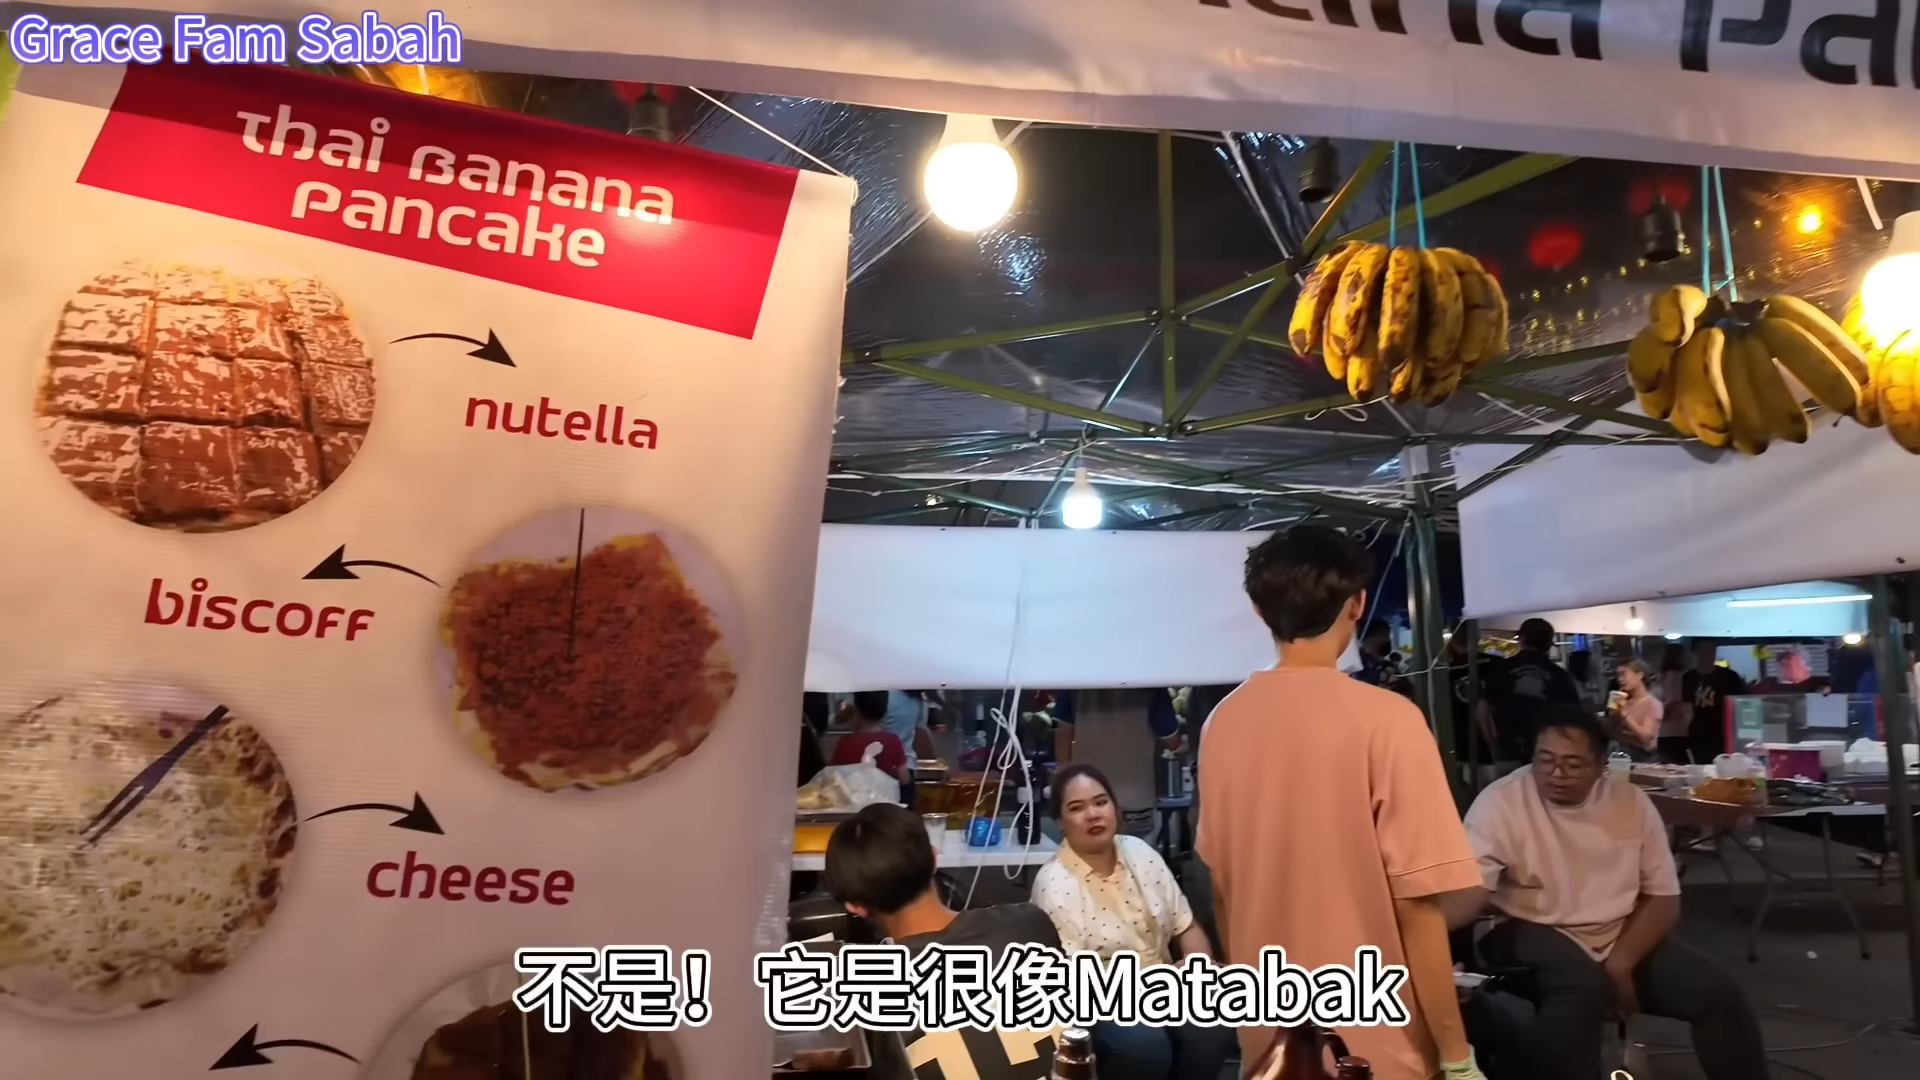 Grace Fam Sabah
Thai Banana
Pancake
nutella
biscoff
cheese
不是！它是很像Matabak